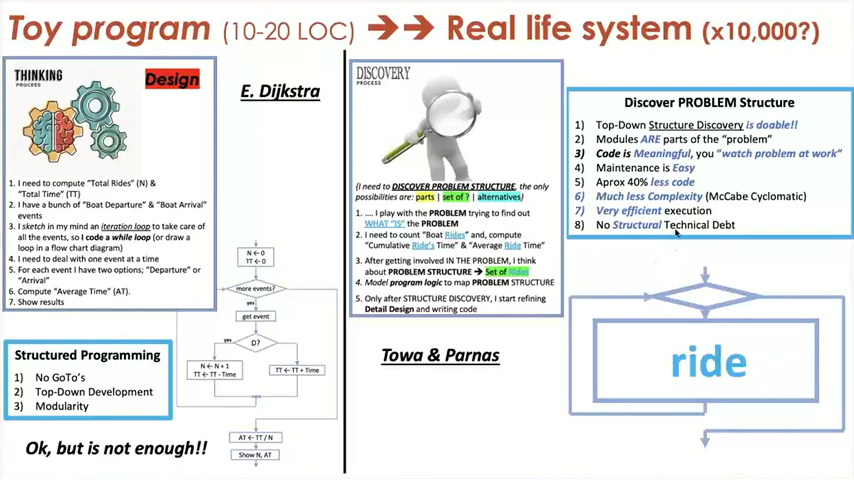 Toy program (10-20 LOC) ➔➔ Real life system (x10,000?)
THINKING
PROCESS
Design
1. I need to compute "Total Rides" (N) &
"Total Time" (TT)
2. I have a bunch of "Boat Departure" & "Boat Arrival"
events
3. I sketch in my mind an iteration loop to take care of
all the events, so I code a while loop (or draw a
loop in a flow chart diagram)
4. I need to deal with one event at a time
5. For each event I have two options; "Departure" or
"Arrival"
6. Compute "Average Time" (AT).
7. Show results
Structured Programming
1) No GoTo's
2) Top-Down Development
3) Modularity
Ok, but is not enough!!
E. Dijkstra
N ← 0
TT ← 0
more events?
yes
get event
yes
D?
N ← N + 1
TT ← TT - Time
TT ← TT + Time
AT ← TT / N
Show N, AT
DISCOVERY
PROCESS
(I need to DISCOVER PROBLEM STRUCTURE, the only
possibilities are: parts | set of ? | alternatives)
1. .... I play with the PROBLEM trying to find out
WHAT "IS" the PROBLEM
2. I need to count "Boat Rides" and, compute
"Cumulative Ride's Time" & "Average Ride Time"
3. After getting involved IN THE PROBLEM, I think
about PROBLEM STRUCTURE ➔ Set of Rides
4. Model program logic to map PROBLEM STRUCTURE
5. Only after STRUCTURE DISCOVERY, I start refining
Detail Design and writing code
Towa & Parnas
Discover PROBLEM Structure
1) Top-Down Structure Discovery is doable!!
2) Modules ARE parts of the "problem"
3) Code is Meaningful, you "watch problem at work"
4) Maintenance is Easy
5) Aprox 40% less code
6) Much less Complexity (McCabe Cyclomatic)
7) Very efficient execution
8) No Structural Technical Debt
ride